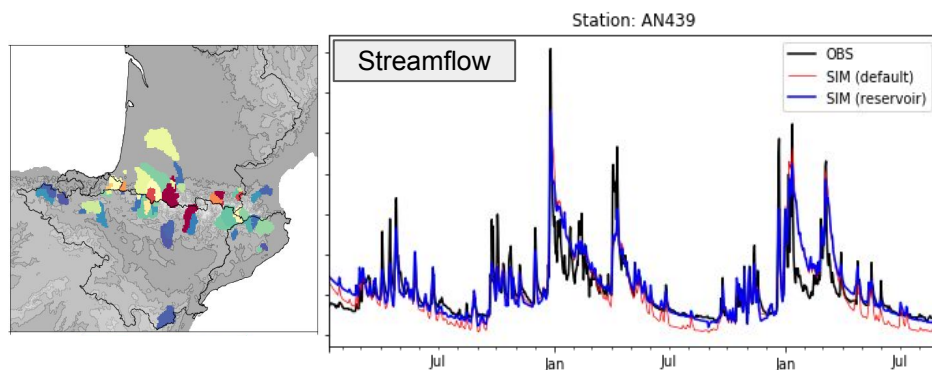 Station: AN439
Streamflow
OBS
SIM (default)
SIM (reservoir)
Jul
Jan
Jul
Jan
Jul